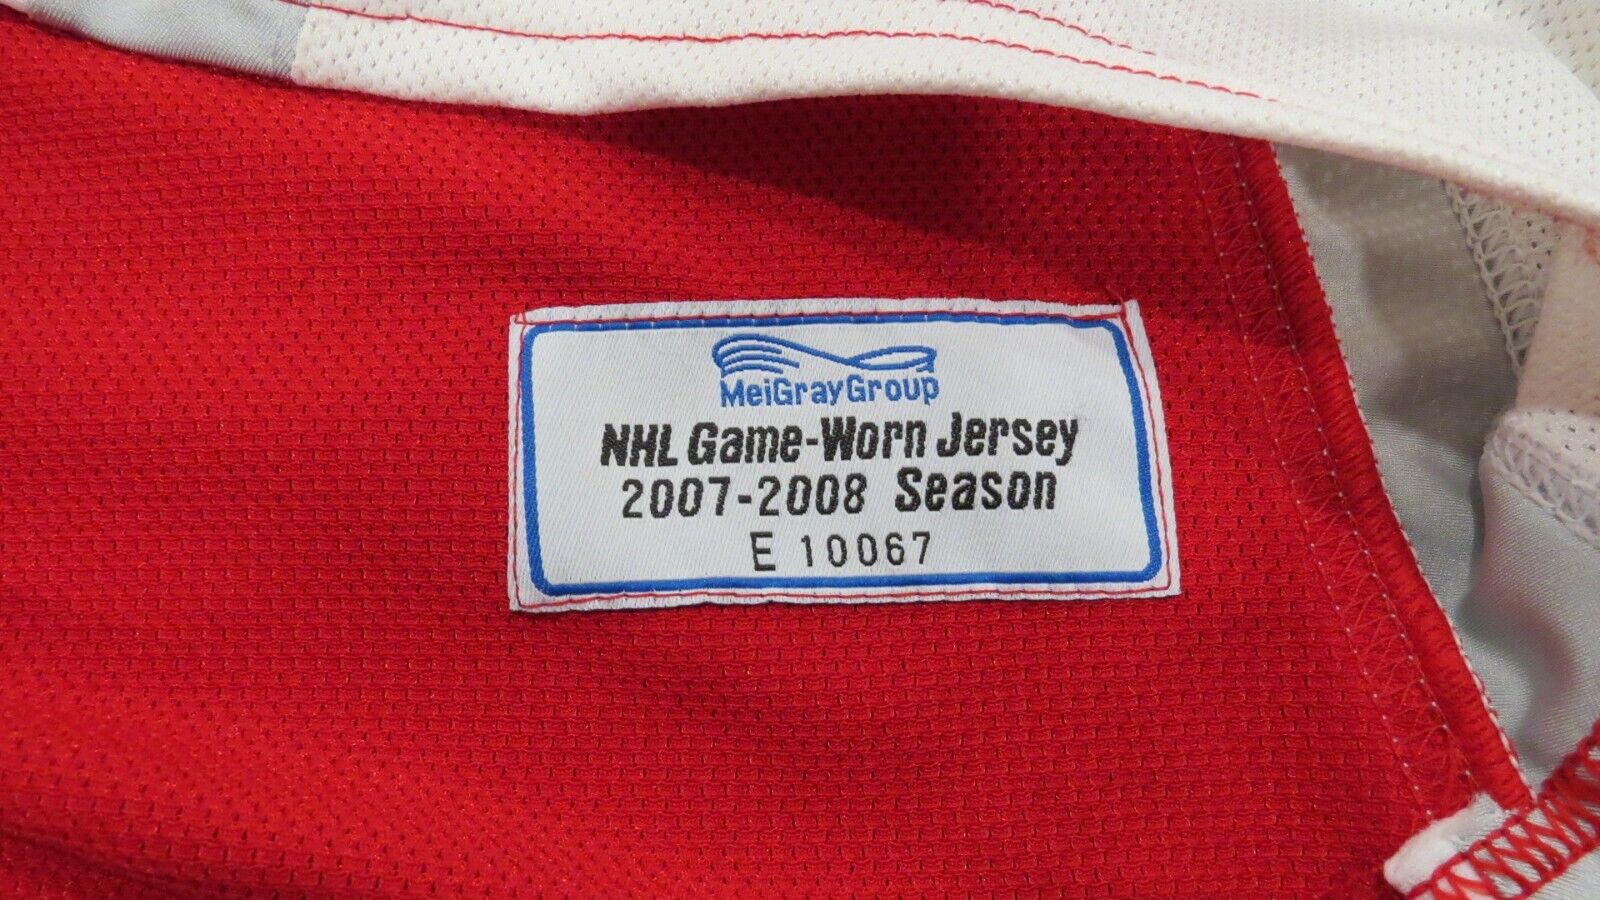 MeiGrayGroup
NHL Game-Worn Jersey
2007-2008 Season
E 10067